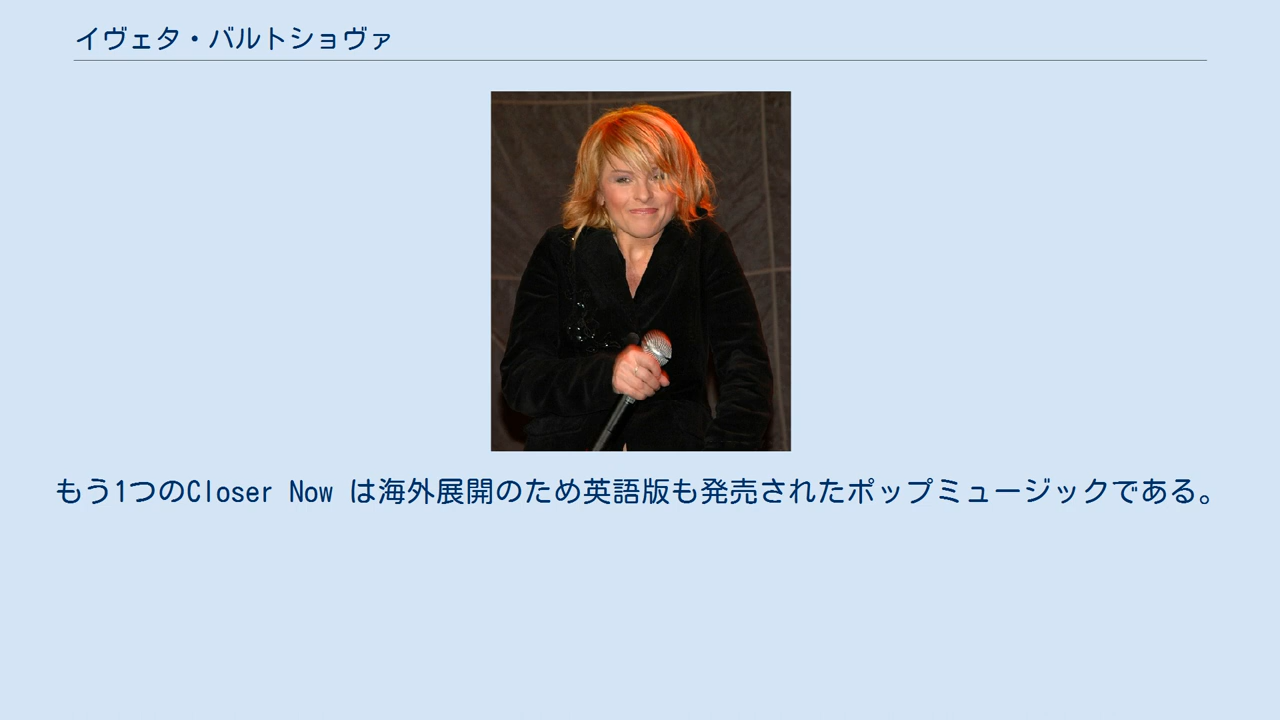 イヴェタ・バルトショヴァ
もう1つのCloser Now は海外展開のため英語版も発売されたポップミュージックである。